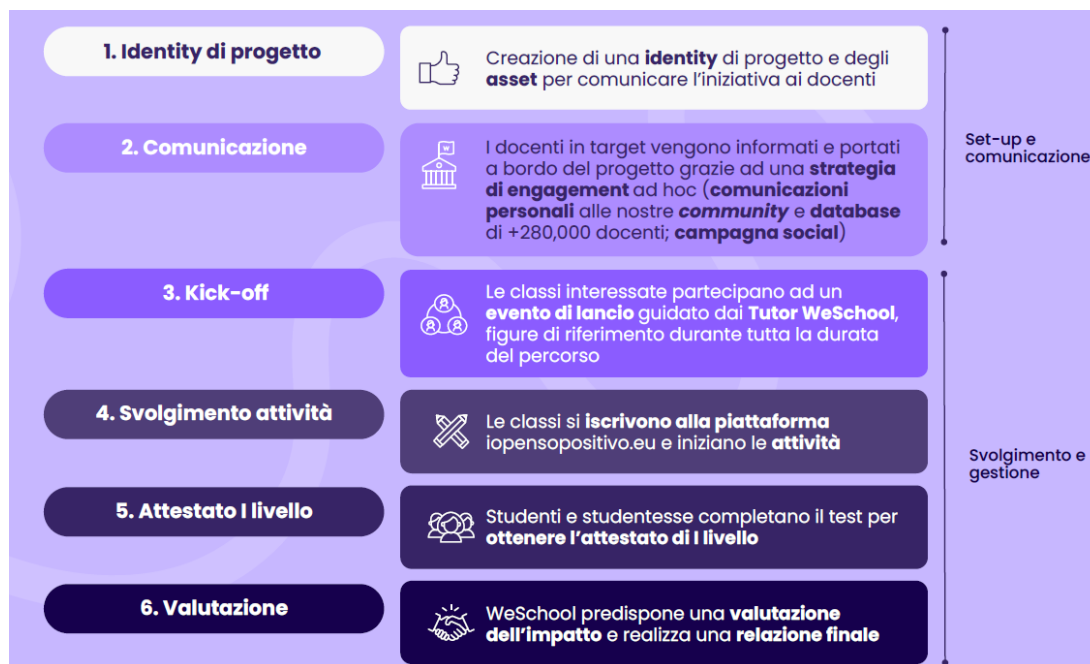 1. Identity di progetto
Creazione di una identity di progetto e degli
asset per comunicare l'iniziativa ai docenti
2. Comunicazione
W
I docenti in target vengono informati e portati
a bordo del progetto grazie ad una strategia
di engagement ad hoc (comunicazioni
personali alle nostre community e database
di +280,000 docenti; campagna social)
Set-up e
comunicazione
3. Kick-off
Le classi interessate partecipano ad un
evento di lancio guidato dai Tutor WeSchool,
figure di riferimento durante tutta la durata
del percorso
4. Svolgimento attività
Le classi si iscrivono alla piattaforma
iopensopositivo.eu e iniziano le attività
5. Attestato I livello
Studenti e studentesse completano il test per
ottenere l'attestato di I livello
6. Valutazione
WeSchool predispone una valutazione
dell'impatto e realizza una relazione finale
Svolgimento e
gestione